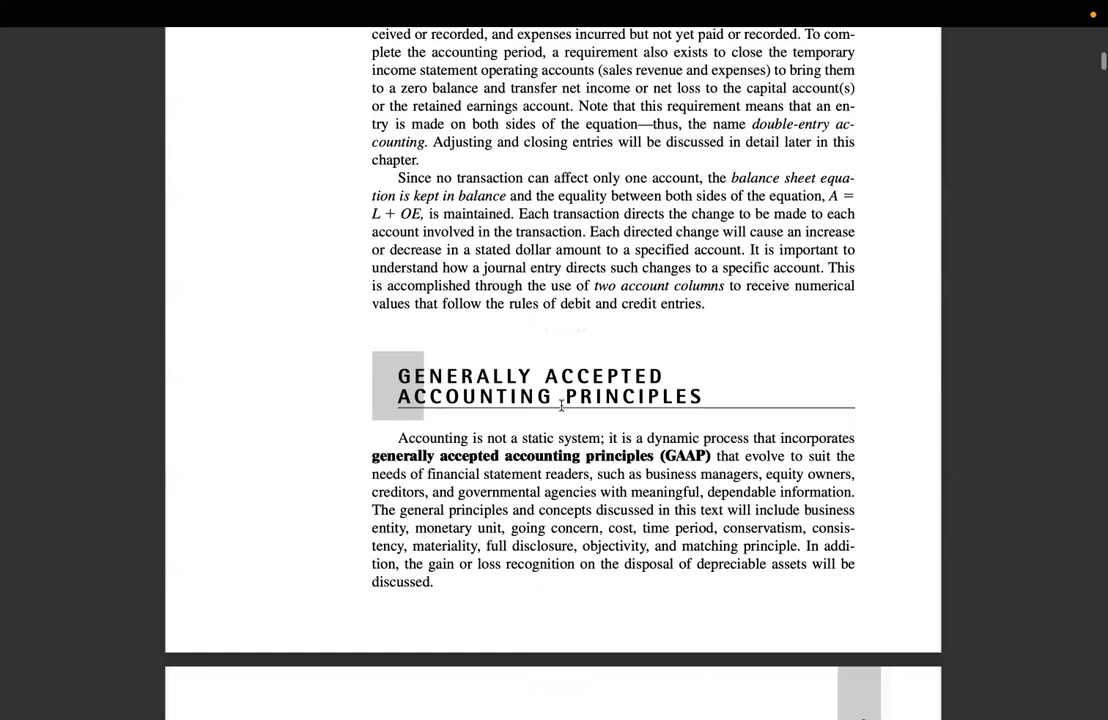 ceived or recorded, and expenses incurred but not yet paid or recorded. To com-
plete the accounting period, a requirement also exists to close the temporary
income statement operating accounts (sales revenue and expenses) to bring them
to a zero balance and transfer net income or net loss to the capital account(s)
or the retained earnings account. Note that this requirement means that an en-
try is made on both sides of the equation—thus, the name double-entry ac-
counting. Adjusting and closing entries will be discussed in detail later in this
chapter.
Since no transaction can affect only one account, the balance sheet equa-
tion is kept in balance and the equality between both sides of the equation, A =
L + OE, is maintained. Each transaction directs the change to be made to each
account involved in the transaction. Each directed change will cause an increase
or decrease in a stated dollar amount to a specified account. It is important to
understand how a journal entry directs such changes to a specific account. This
is accomplished through the use of two account columns to receive numerical
values that follow the rules of debit and credit entries.
GENERALLY ACCEPTED
ACCOUNTING PRINCIPLES
Accounting is not a static system; it is a dynamic process that incorporates
generally accepted accounting principles (GAAP) that evolve to suit the
needs of financial statement readers, such as business managers, equity owners,
creditors, and governmental agencies with meaningful, dependable information.
The general principles and concepts discussed in this text will include business
entity, monetary unit, going concern, cost, time period, conservatism, consis-
tency, materiality, full disclosure, objectivity, and matching principle. In addi-
tion, the gain or loss recognition on the disposal of depreciable assets will be
discussed.